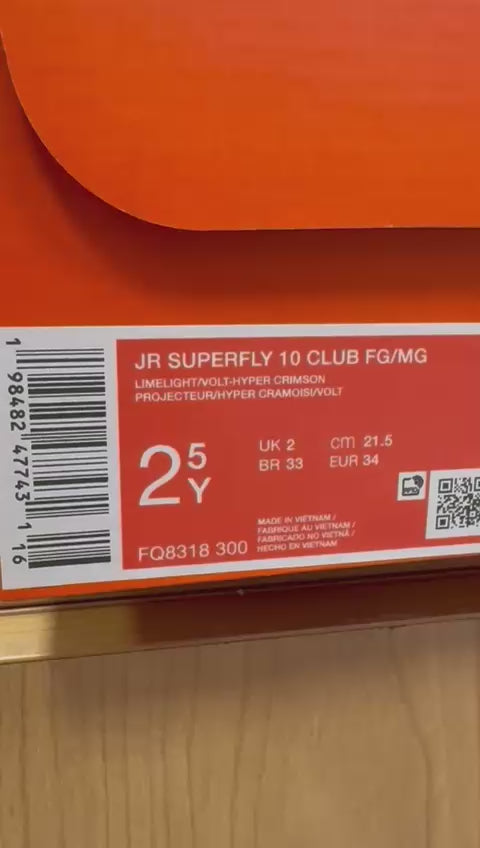 JR SUPERFLY 10 CLUB FG/MG
LIMELIGHT/VOLT-HYPER CRIMSON
PROJECTEUR/HYPER CRAMOISI/VOLT
2 5 Y
UK 2 cm 21.5
BR 33 EUR 34
FQ8318 300
MADE IN VIETNAM /
FABRIQUE AU VIETNAM /
FABRICADO NO VIETNÃ /
HECHO EN VIETNAM
1 98482 47743 1 16